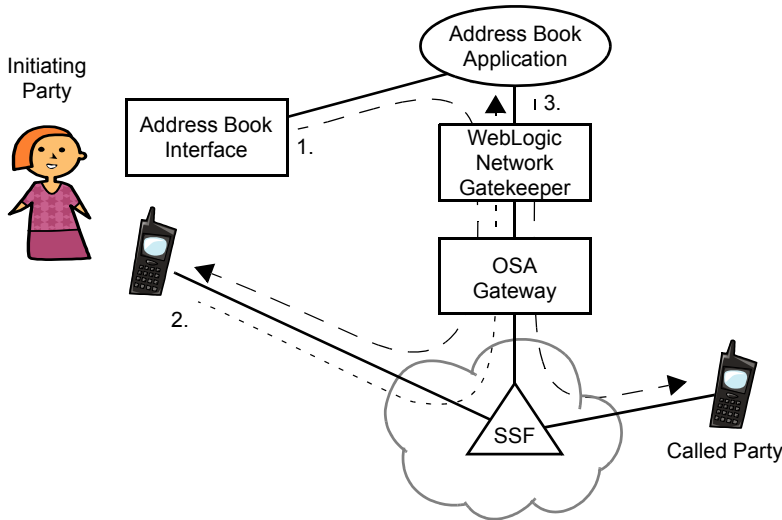 Address Book
Application
Initiating
Party
Address Book
Interface
1.
3.
WebLogic
Network
Gatekeeper
OSA
Gateway
2.
SSF
Called Party